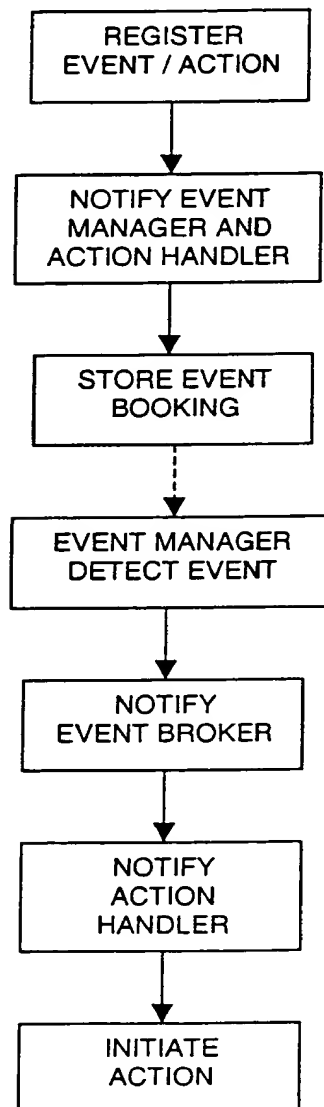 REGISTER
EVENT / ACTION
NOTIFY EVENT
MANAGER AND
ACTION HANDLER
STORE EVENT
BOOKING
EVENT MANAGER
DETECT EVENT
NOTIFY
EVENT BROKER
NOTIFY
ACTION
HANDLER
INITIATE
ACTION